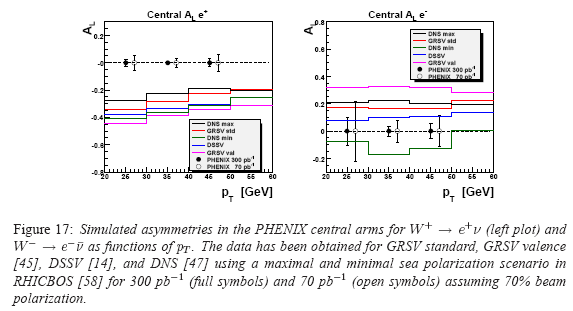 Central A_L e⁺
Central A_L e⁻
A_L
0.2
-0
-0.2
-0.4
-0.6
-0.8
DNS max
GRSV std
DNS min
DSSV
GRSV val
PHENIX 300 pb⁻¹
PHENIX 70 pb⁻¹
20 25 30 35 40 45 50 55 60
p_T [GeV]
A_L
0.8
0.6
0.4
0.2
0
-0.2
DNS max
GRSV std
DNS min
DSSV
GRSV val
PHENIX 300 pb⁻¹
PHENIX 70 pb⁻¹
20 25 30 35 40 45 50 55 60
p_T [GeV]
Figure 17: Simulated asymmetries in the PHENIX central arms for W⁺ → e⁺ν (left plot) and
W⁻ → e⁻ν̄ as functions of p_T. The data has been obtained for GRSV standard, GRSV valence
[45], DSSV [14], and DNS [47] using a maximal and minimal sea polarization scenario in
RHICBOS [58] for 300 pb⁻¹ (full symbols) and 70 pb⁻¹ (open symbols) assuming 70% beam
polarization.